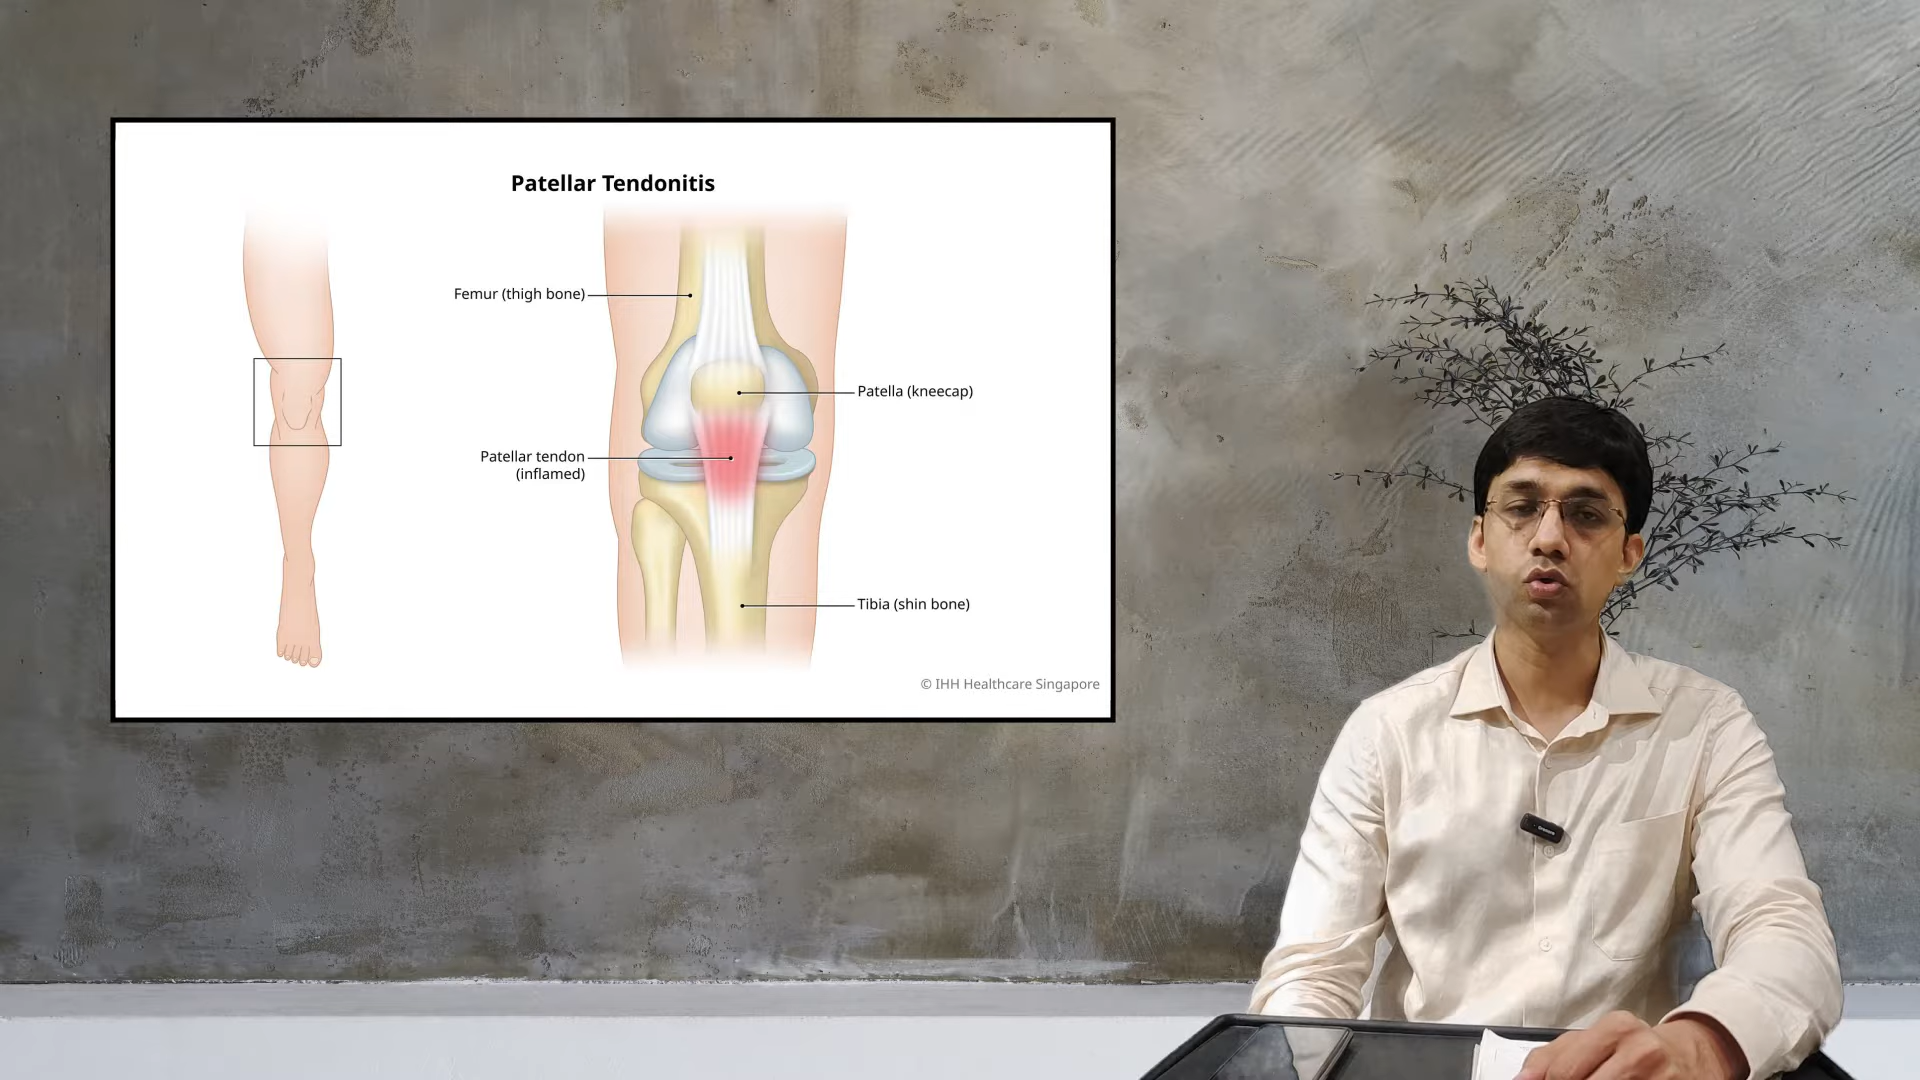 Patellar Tendonitis
Femur (thigh bone)
Patella (kneecap)
Patellar tendon
(inflamed)
Tibia (shin bone)
© IHH Healthcare Singapore